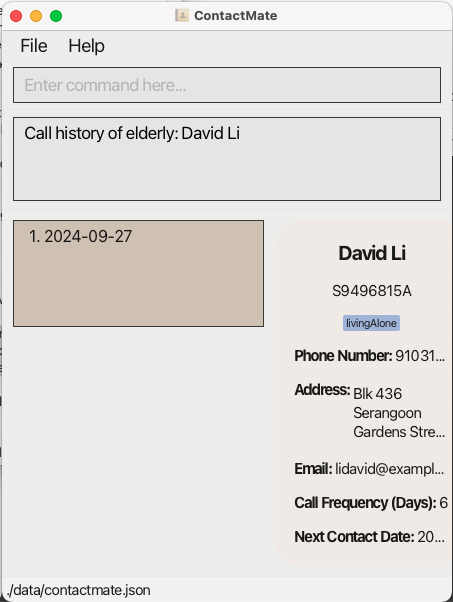 ContactMate
File Help
Enter command here...
Call history of elderly: David Li
1. 2024-09-27
David Li
S9496815A
livingAlone
Phone Number: 91031...
Address: Blk 436
Serangoon
Gardens Stre...
Email: lidavid@exampl...
Call Frequency (Days): 6
Next Contact Date: 20...
./data/contactmate.json